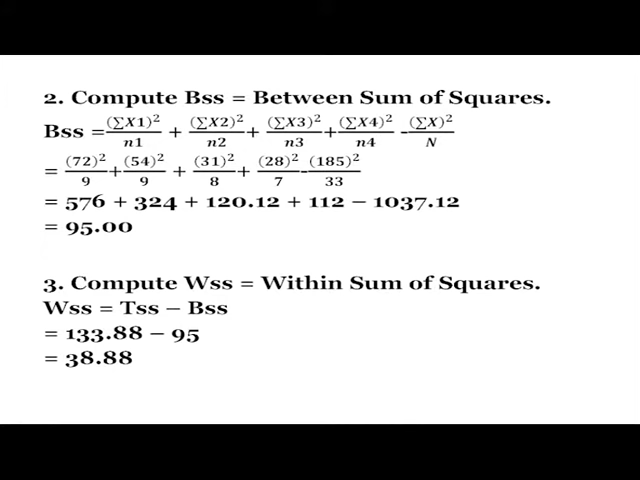 2. Compute Bss = Between Sum of Squares.
Bss =(∑X1)²/n1 + (∑X2)²/n2+ (∑X3)²/n3+(∑X4)²/n4 -(∑X)²/N
= (72)²/9+(54)²/9 + (31)²/8+ (28)²/7-(185)²/33
= 576 + 324 + 120.12 + 112 − 1037.12
= 95.00
3. Compute Wss = Within Sum of Squares.
Wss = Tss − Bss
= 133.88 − 95
= 38.88